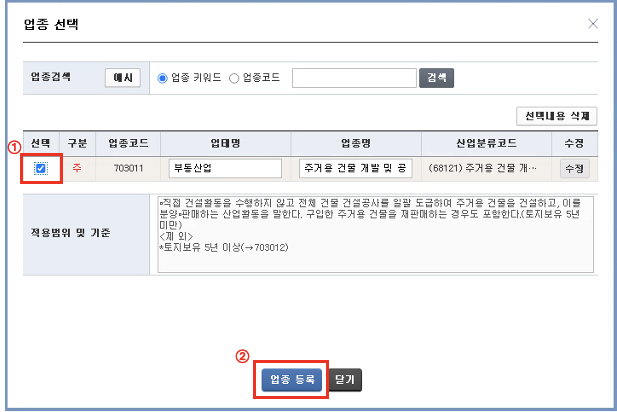 업종 선택
업종검색 예시 업종 키워드 업종코드 검색
선택내용 삭제
①
선택 구분 업종코드 업태명 업종명 산업분류코드 수정
주 703011 부동산업 주거용 건물 개발 및 공 (68121) 주거용 건물 개… 수정
적용범위 및 기준
•직접 건설활동을 수행하지 않고 전체 건물 건설공사를 일괄 도급하여 주거용 건물을 건설하고, 이를
분양•판매하는 산업활동을 말한다. 구입한 주거용 건물을 재판매하는 경우도 포함한다.(토지보유 5년
미만)
<제 외>
*토지보유 5년 이상(→703012)
②
업종 등록 닫기